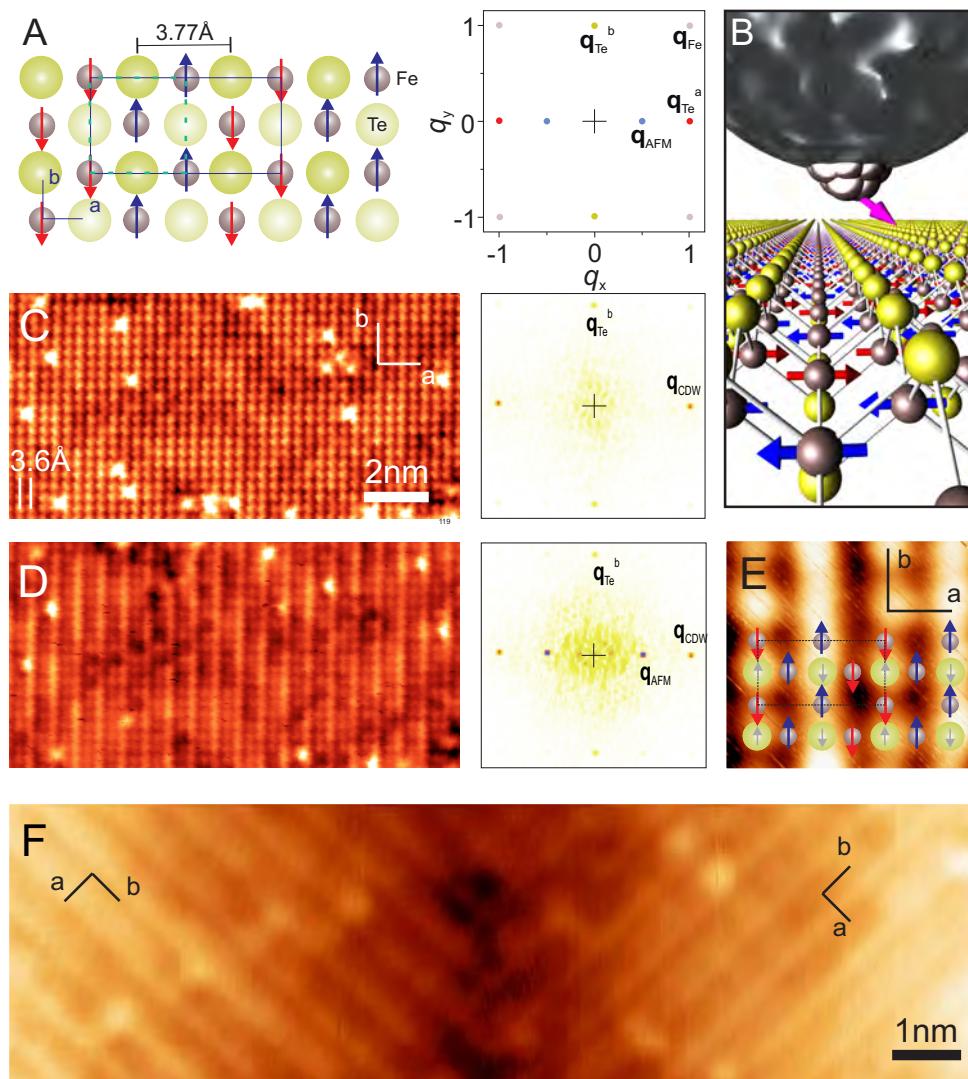 A
3.77Å
Fe
Te
b
a
1
0
-1
-1
0
1
q_y
q_x
q_Te^b
q_Fe
q_Te^a
q_AFM
B
C
b
a
3.6Å
2nm
119
q_Te^b
q_CDW
D
q_Te^b
q_CDW
q_AFM
E
b
a
F
a
b
b
a
1nm